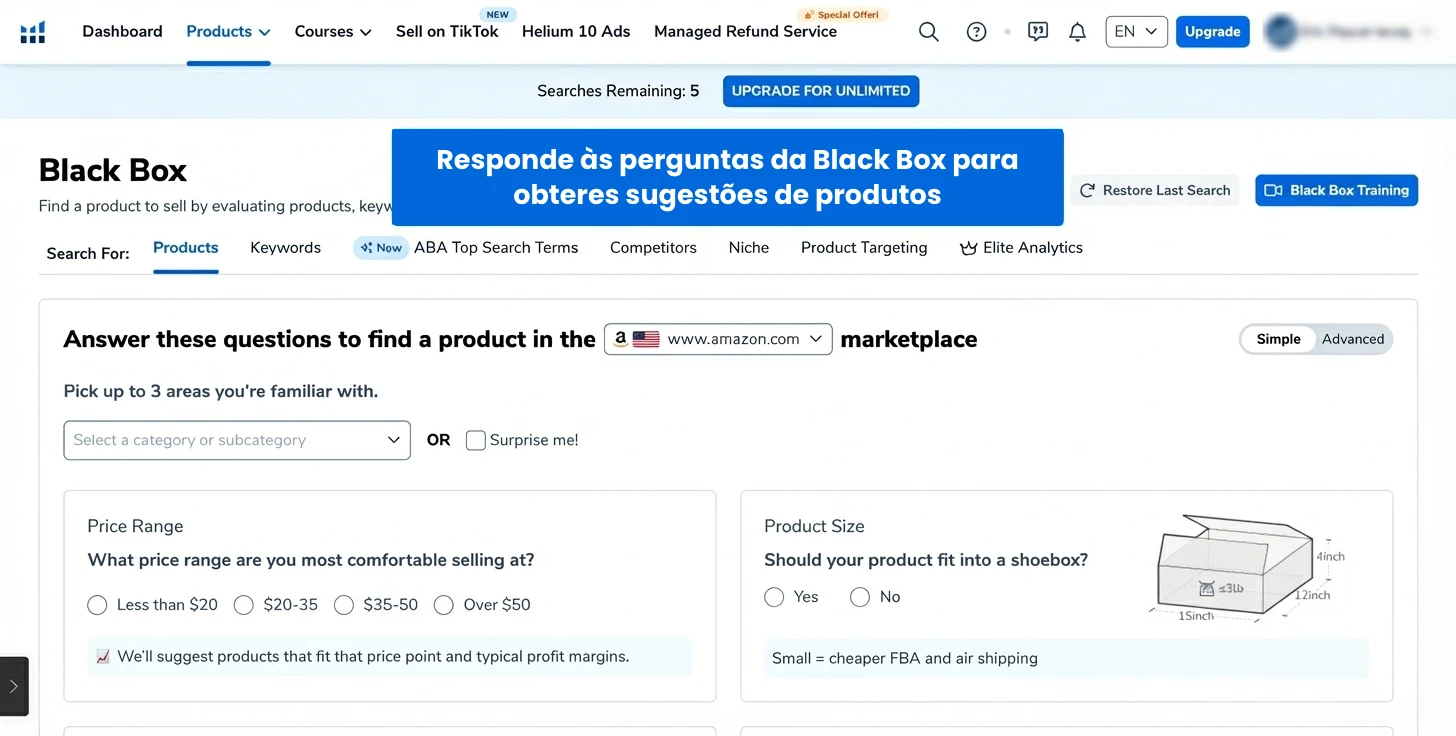 NEW
Special Offer!
Dashboard Products Courses Sell on TikTok Helium 10 Ads Managed Refund Service EN Upgrade
Searches Remaining: 5 UPGRADE FOR UNLIMITED
Responde às perguntas da Black Box para
obteres sugestões de produtos
Black Box
Find a product to sell by evaluating products,
Restore Last Search Black Box Training
Search For: Products Keywords Now ABA Top Search Terms Competitors Niche Product Targeting Elite Analytics
Answer these questions to find a product in the a www.amazon.com marketplace
Simple Advanced
Pick up to 3 areas you're familiar with.
Select a category or subcategory OR Surprise me!
Price Range
What price range are you most comfortable selling at?
Less than $20 $20-35 $35-50 Over $50
We'll suggest products that fit that price point and typical profit margins.
Product Size
Should your product fit into a shoebox?
Yes No
4inch
≤3lb
12inch
15inch
Small = cheaper FBA and air shipping